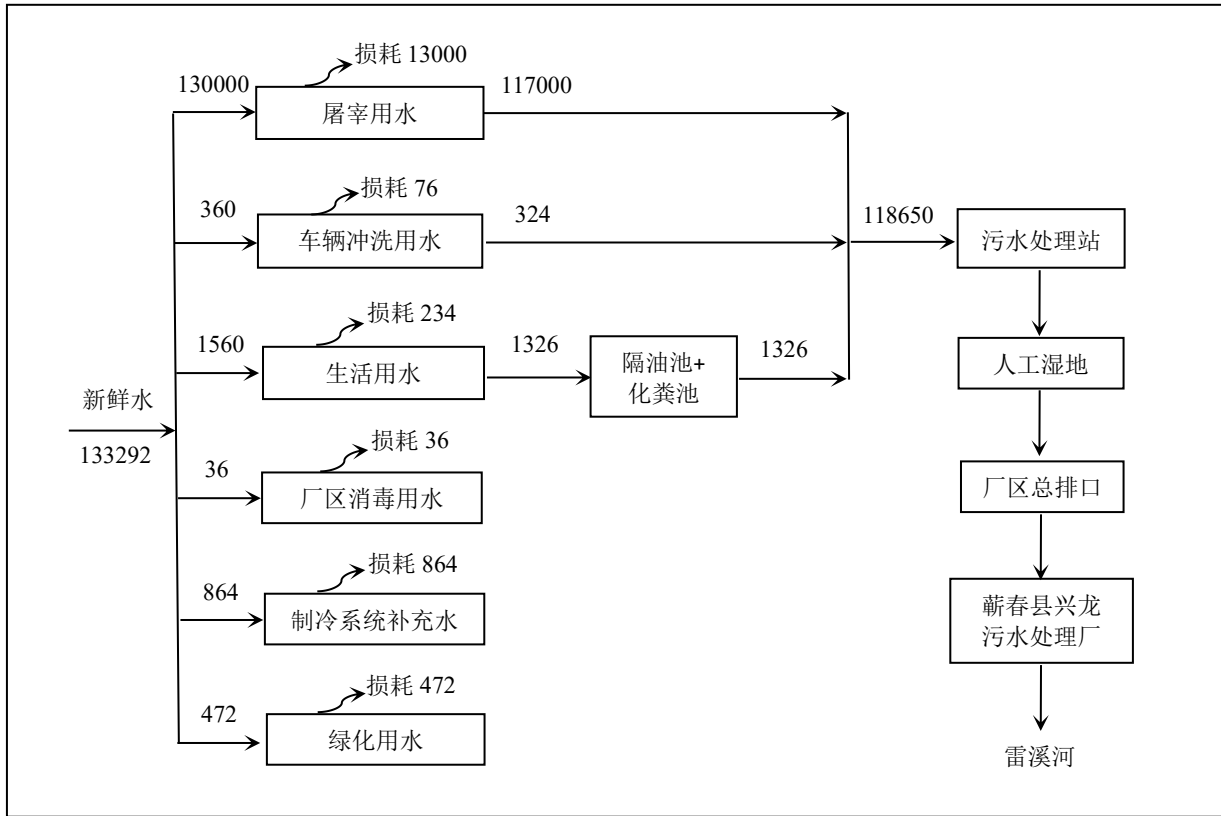 损耗 13000
130000
屠宰用水
117000
损耗 76
360
车辆冲洗用水
324
118650
污水处理站
损耗 234
1560
生活用水
1326
隔油池+
化粪池
1326
人工湿地
新鲜水
133292
损耗 36
36
厂区消毒用水
厂区总排口
损耗 864
864
制冷系统补充水
蕲春县兴龙
污水处理厂
损耗 472
472
绿化用水
雷溪河